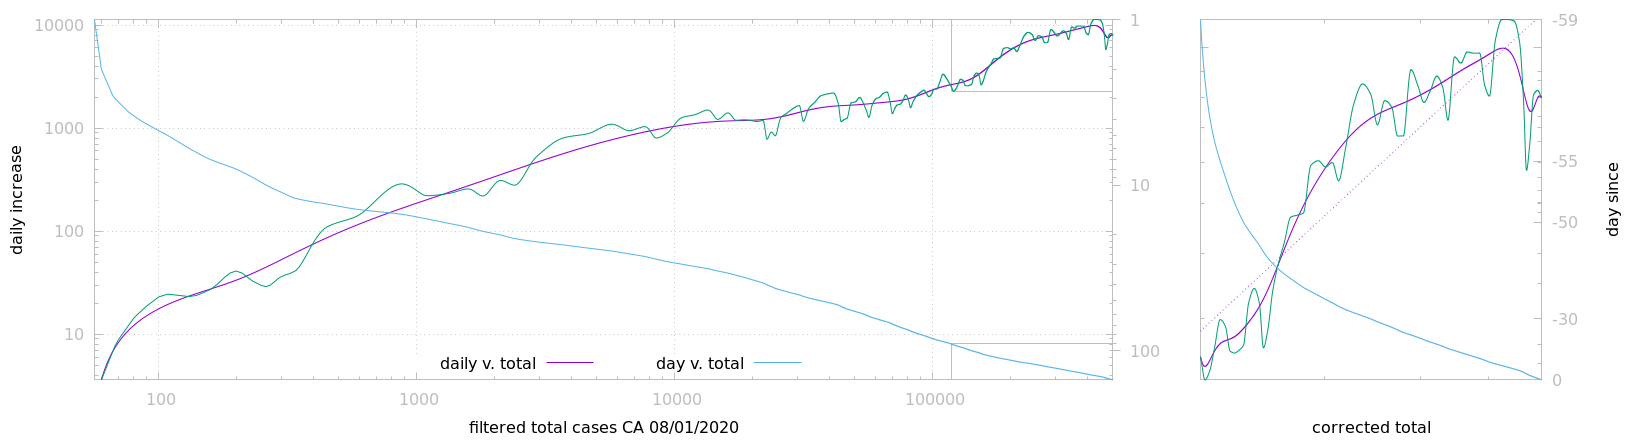 10000
1000
100
10
daily increase
daily v. total
day v. total
100
1000
10000
100000
filtered total cases CA 08/01/2020
1
10
100
-59
-55
-50
-30
0
day since
corrected total